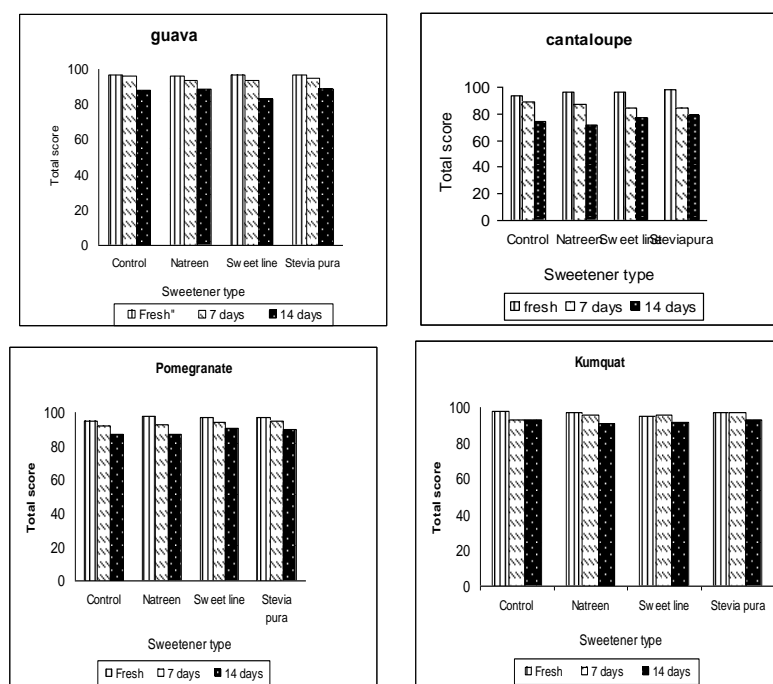 guava
100
80
60
40
20
0
Total score
Control Natreen Sweet line Stevia pura
Sweetener type
Fresh" 7 days 14 days
cantaloupe
100
80
60
40
20
0
Total score
Control Natreen Sweet line Steviapura
Sweetener type
fresh 7 days 14 days
Pomegranate
100
80
60
40
20
0
Total score
Control Natreen Sweet line Stevia
pura
Sweetener type
Fresh 7 days 14 days
Kumquat
100
80
60
40
20
0
Total score
Control Natreen Sweet line Stevia pura
Sweetener type
Fresh 7 days 14 days